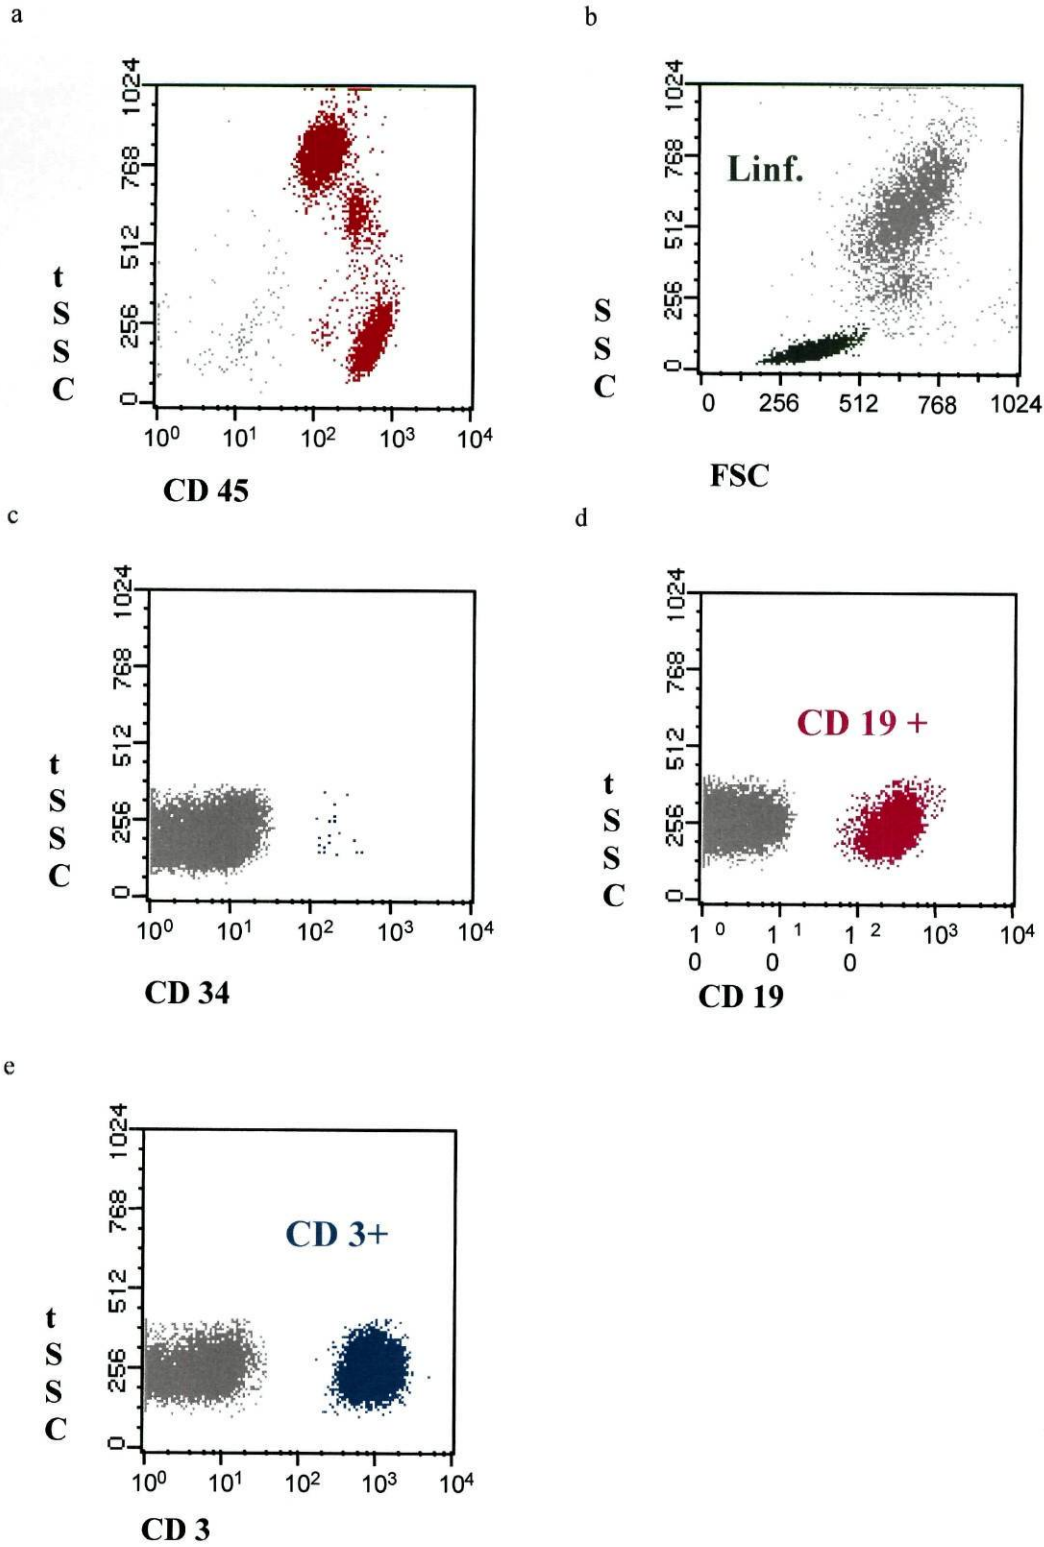 a
1024
768
512
256
0
t
S
S
C
10⁰ 10¹ 10² 10³ 10⁴
CD 45
b
1024
768
512
256
0
Linf.
S
S
C
0 256 512 768 1024
FSC
c
1024
768
512
256
0
t
S
S
C
10⁰ 10¹ 10² 10³ 10⁴
CD 34
d
1024
768
512
256
0
CD 19 +
t
S
S
C
1 0 1 1 1 2 10³ 10⁴
0 0 0
CD 19
e
1024
768
512
256
0
CD 3+
t
S
S
C
10⁰ 10¹ 10² 10³ 10⁴
CD 3